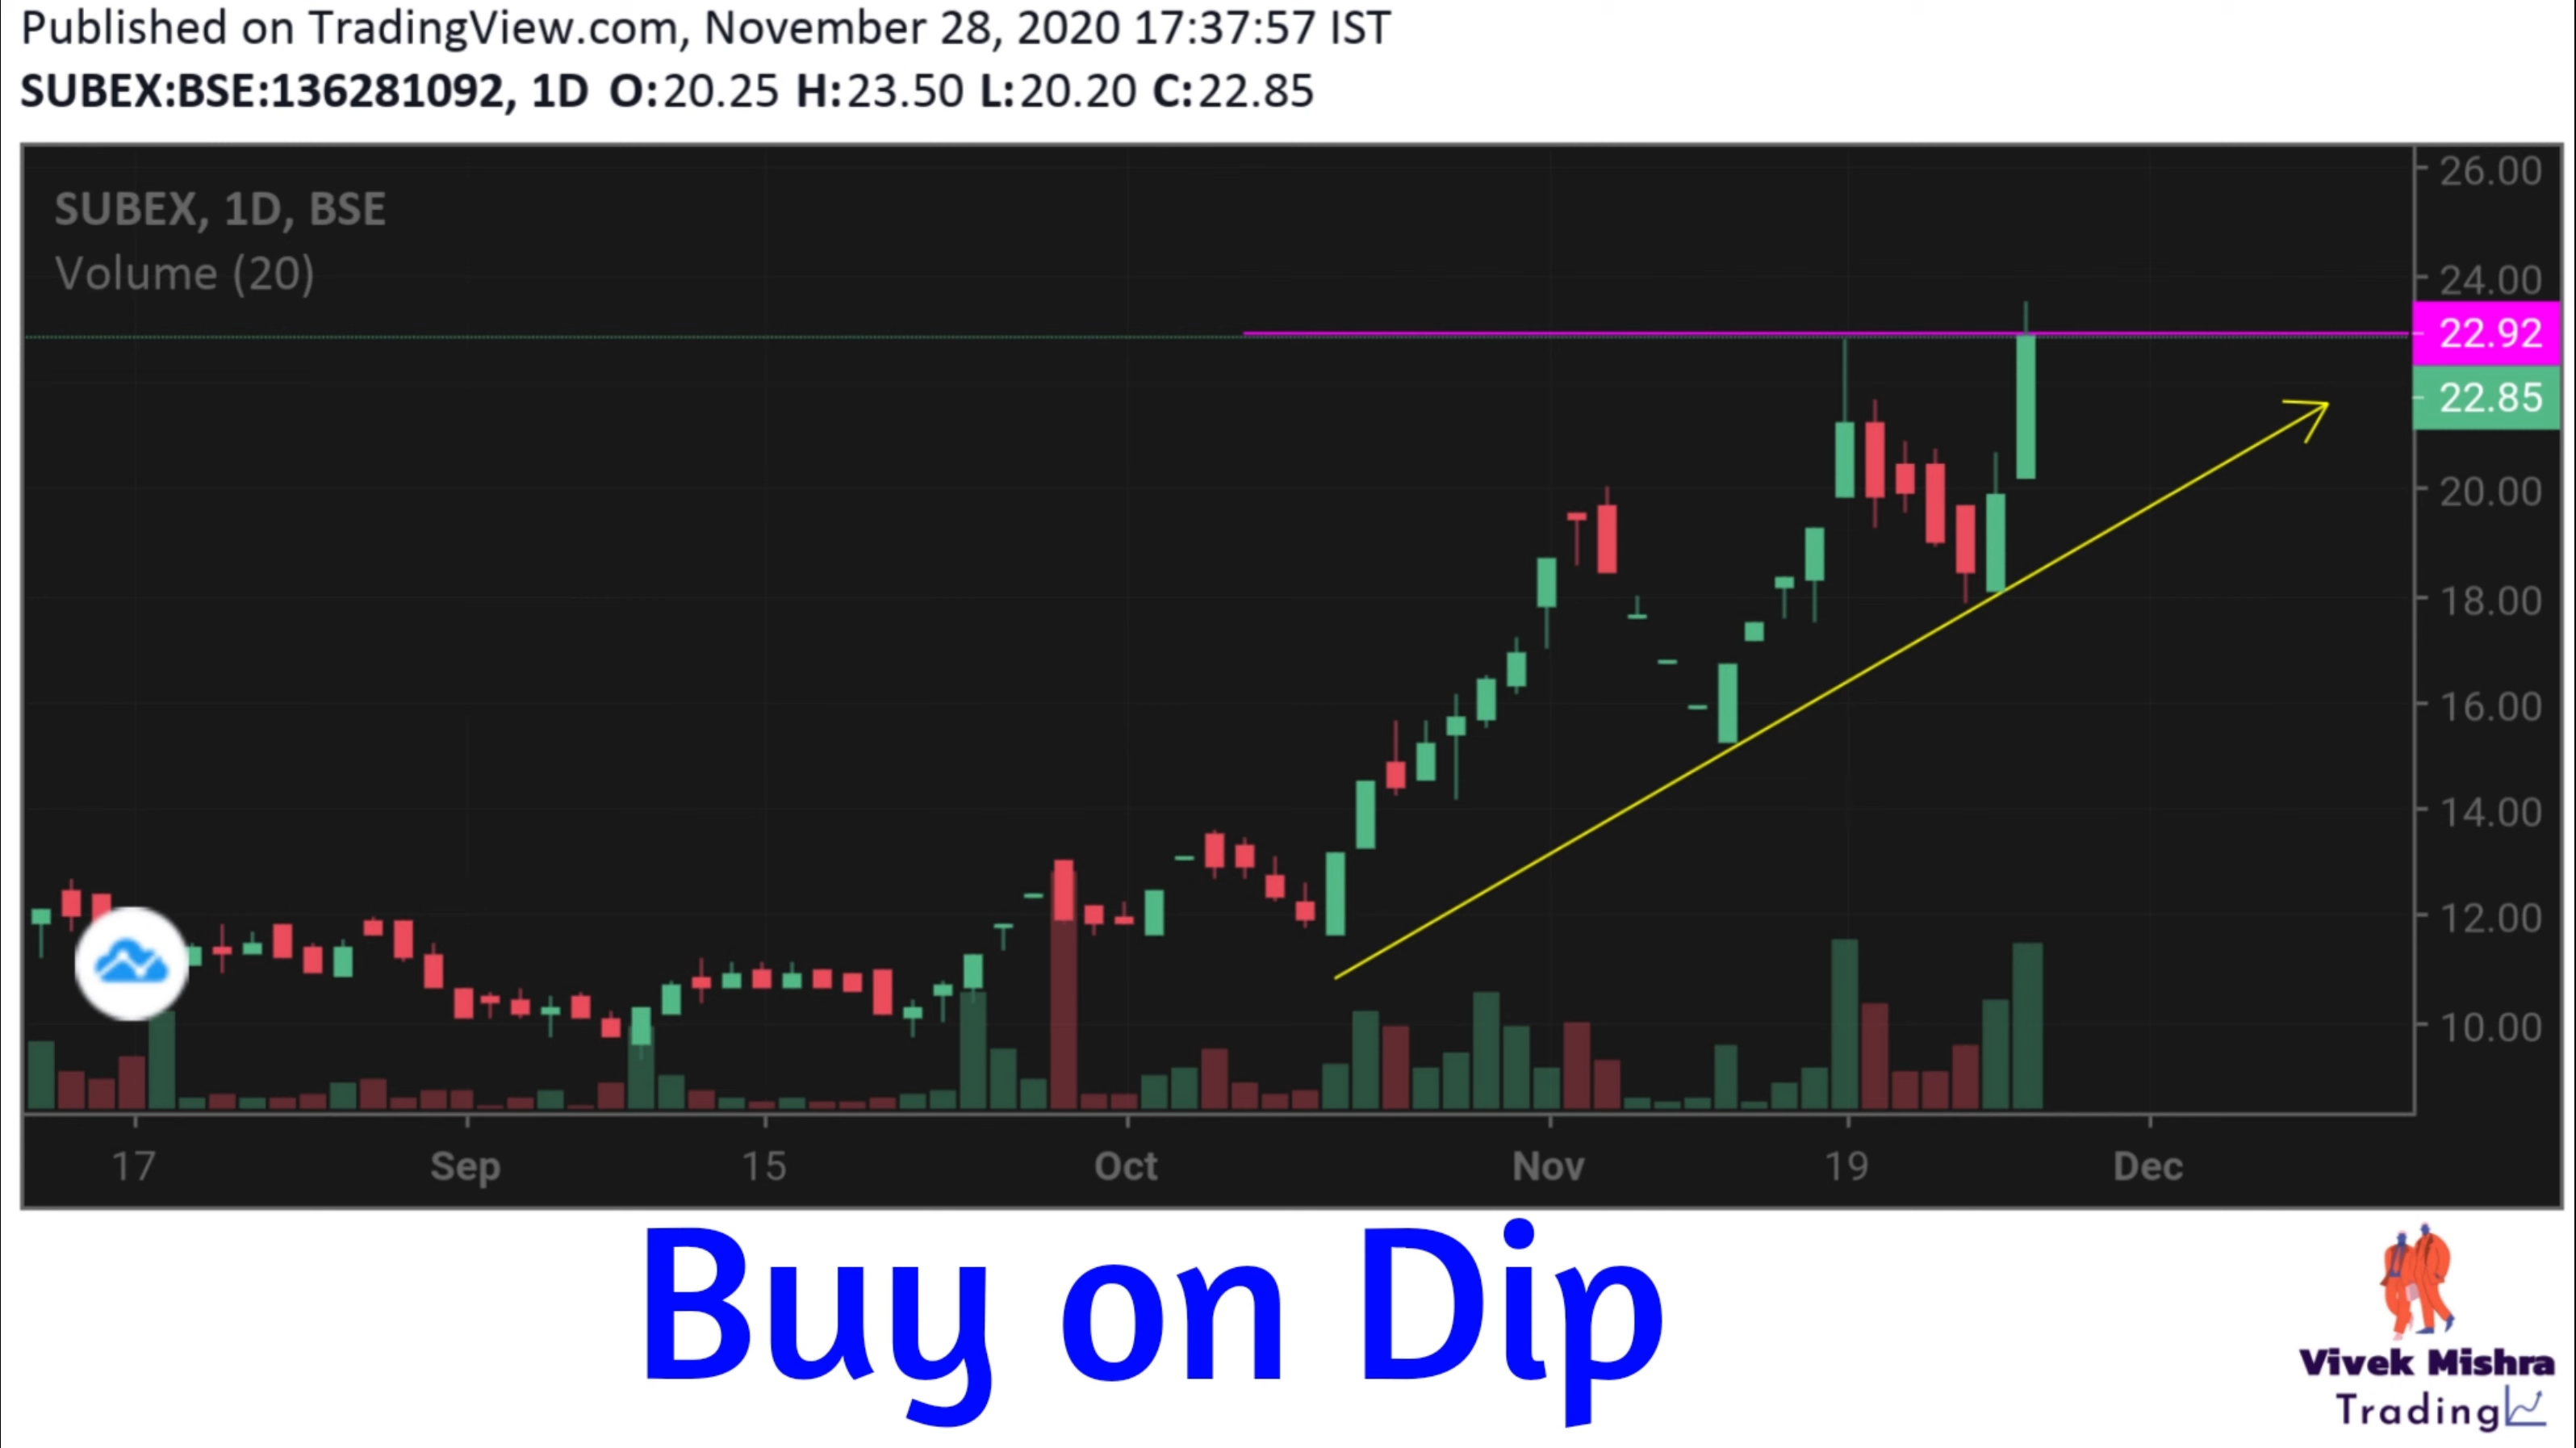 Published on TradingView.com, November 28, 2020 17:37:57 IST
SUBEX:BSE:136281092, 1D O:20.25 H:23.50 L:20.20 C:22.85
SUBEX, 1D, BSE
Volume (20)
26.00
24.00
22.92
22.85
20.00
18.00
16.00
14.00
12.00
10.00
17 Sep 15 Oct Nov 19 Dec
Buy on Dip
Vivek Mishra
Trading